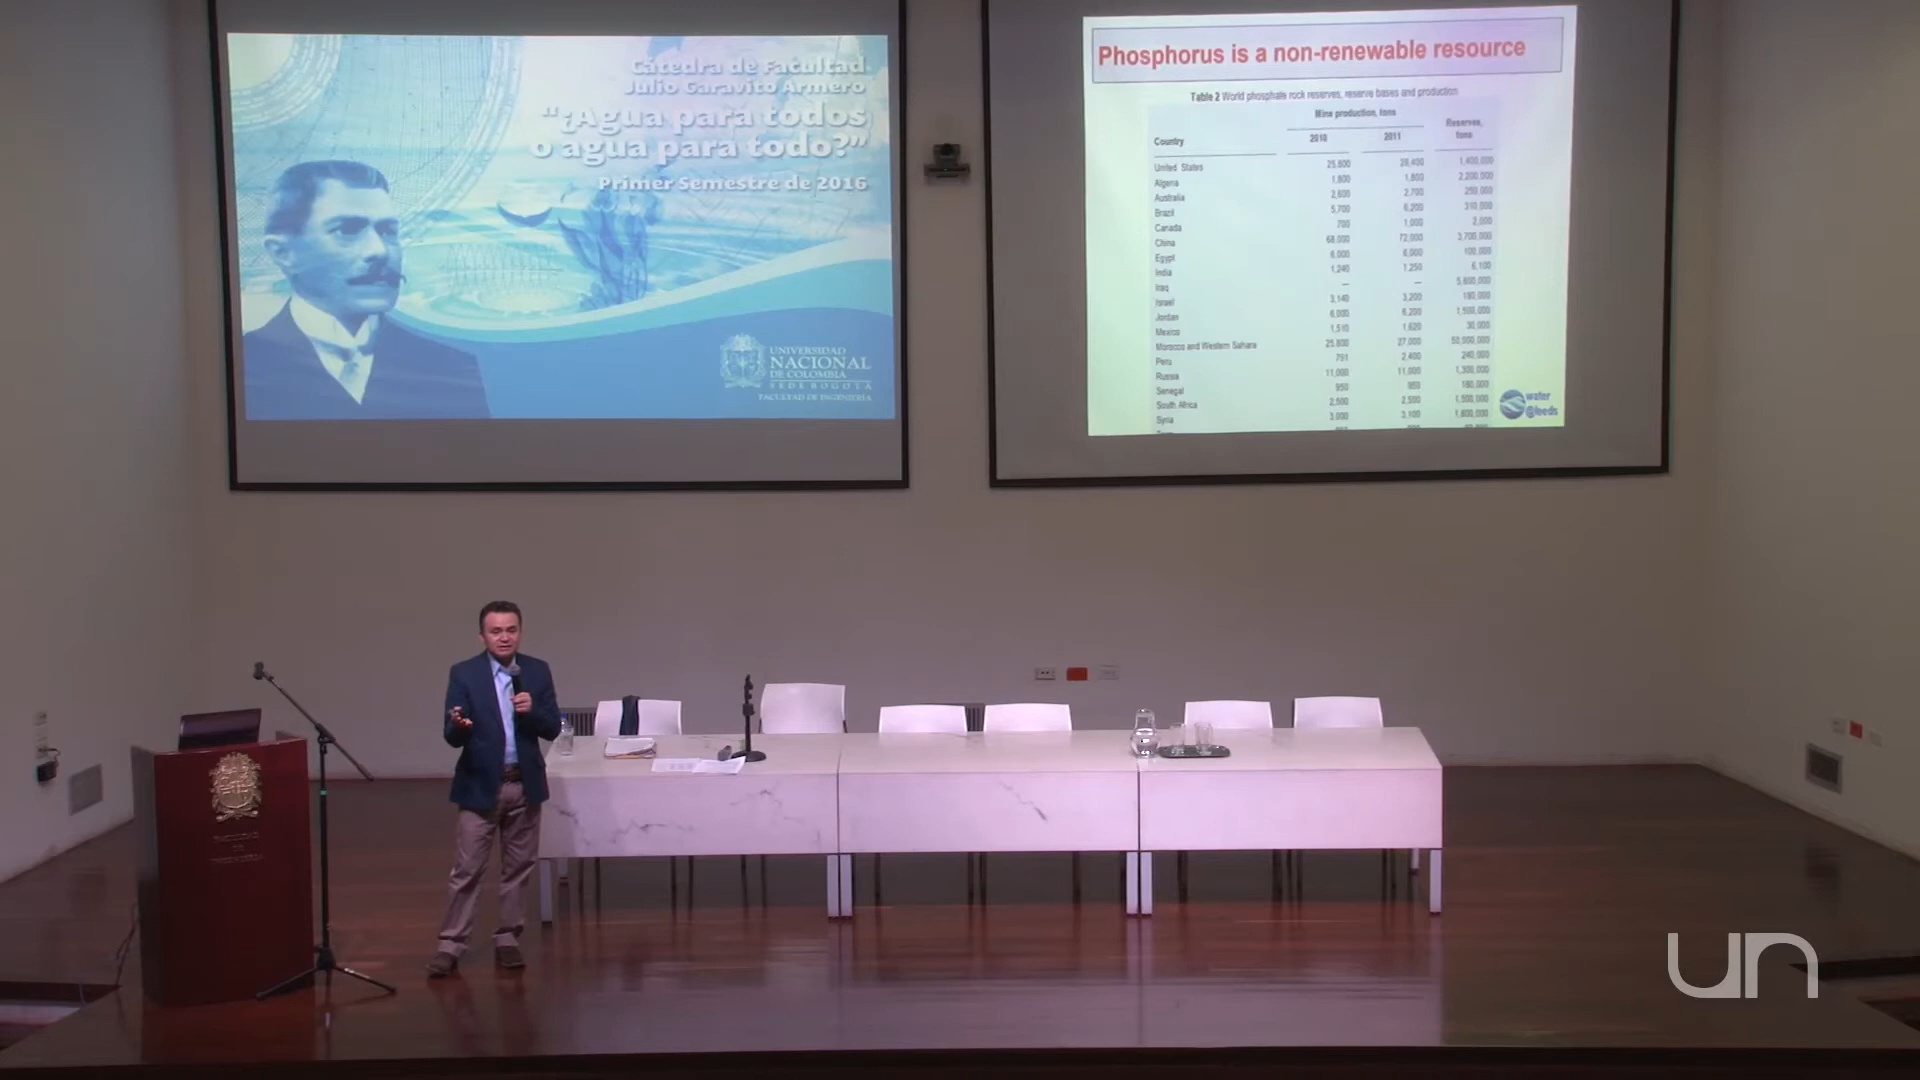 Cátedra de Facultad
Julio Garavito Armero
"¿Agua para todos
o agua para todo?"
Primer Semestre de 2016
UNIVERSIDAD
NACIONAL
DE COLOMBIA
SEDE BOGOTÁ
FACULTAD DE INGENIERÍA
Phosphorus is a non-renewable resource
Table 2 World phosphate rock reserves, reserve bases and production
Mine production, tons
Reserves,
tons
Country 2010 2011
United States 25,800 28,400 1,400,000
Algeria 1,800 1,800 2,200,000
Australia 2,600 2,700 250,000
Brazil 5,700 6,200 310,000
Canada 700 1,000 2,000
China 68,000 72,000 3,700,000
Egypt 6,000 6,000 100,000
India 1,240 1,250 6,100
Iraq — — 5,800,000
Israel 3,140 3,200 180,000
Jordan 6,000 6,200 1,500,000
Mexico 1,510 1,620 30,000
Morocco and Western Sahara 25,800 27,000 50,000,000
Peru 791 2,400 240,000
Russia 11,000 11,000 1,300,000
Senegal 950 950 180,000
South Africa 2,500 2,500 1,500,000
Syria 3,000 3,100 1,800,000
water
@leeds
FACULTAD
DE
INGENIERIA
un